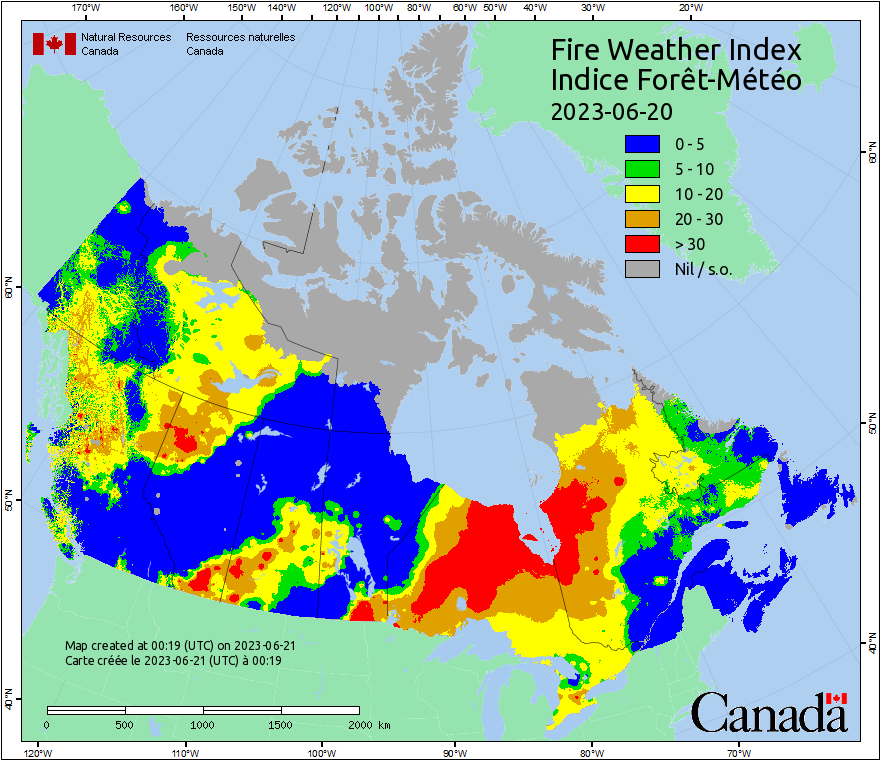 170°W 160°W 150°W 140°W 130°W 120°W 110°W 100°W 90°W 80°W 60°W 50°W 40°W 30°W 20°W
Natural Resources Ressources naturelles
Canada Canada
Fire Weather Index
Indice Forêt-Météo
2023-06-20
0 - 5
5 - 10
10 - 20
20 - 30
> 30
Nil / s.o.
60°N
60°N
50°N
50°N
40°N
40°N
Map created at 00:19 (UTC) on 2023-06-21
Carte créée le 2023-06-21 (UTC) à 00:19
0 500 1000 1500 2000 km
Canada
120°W 110°W 100°W 90°W 80°W 70°W